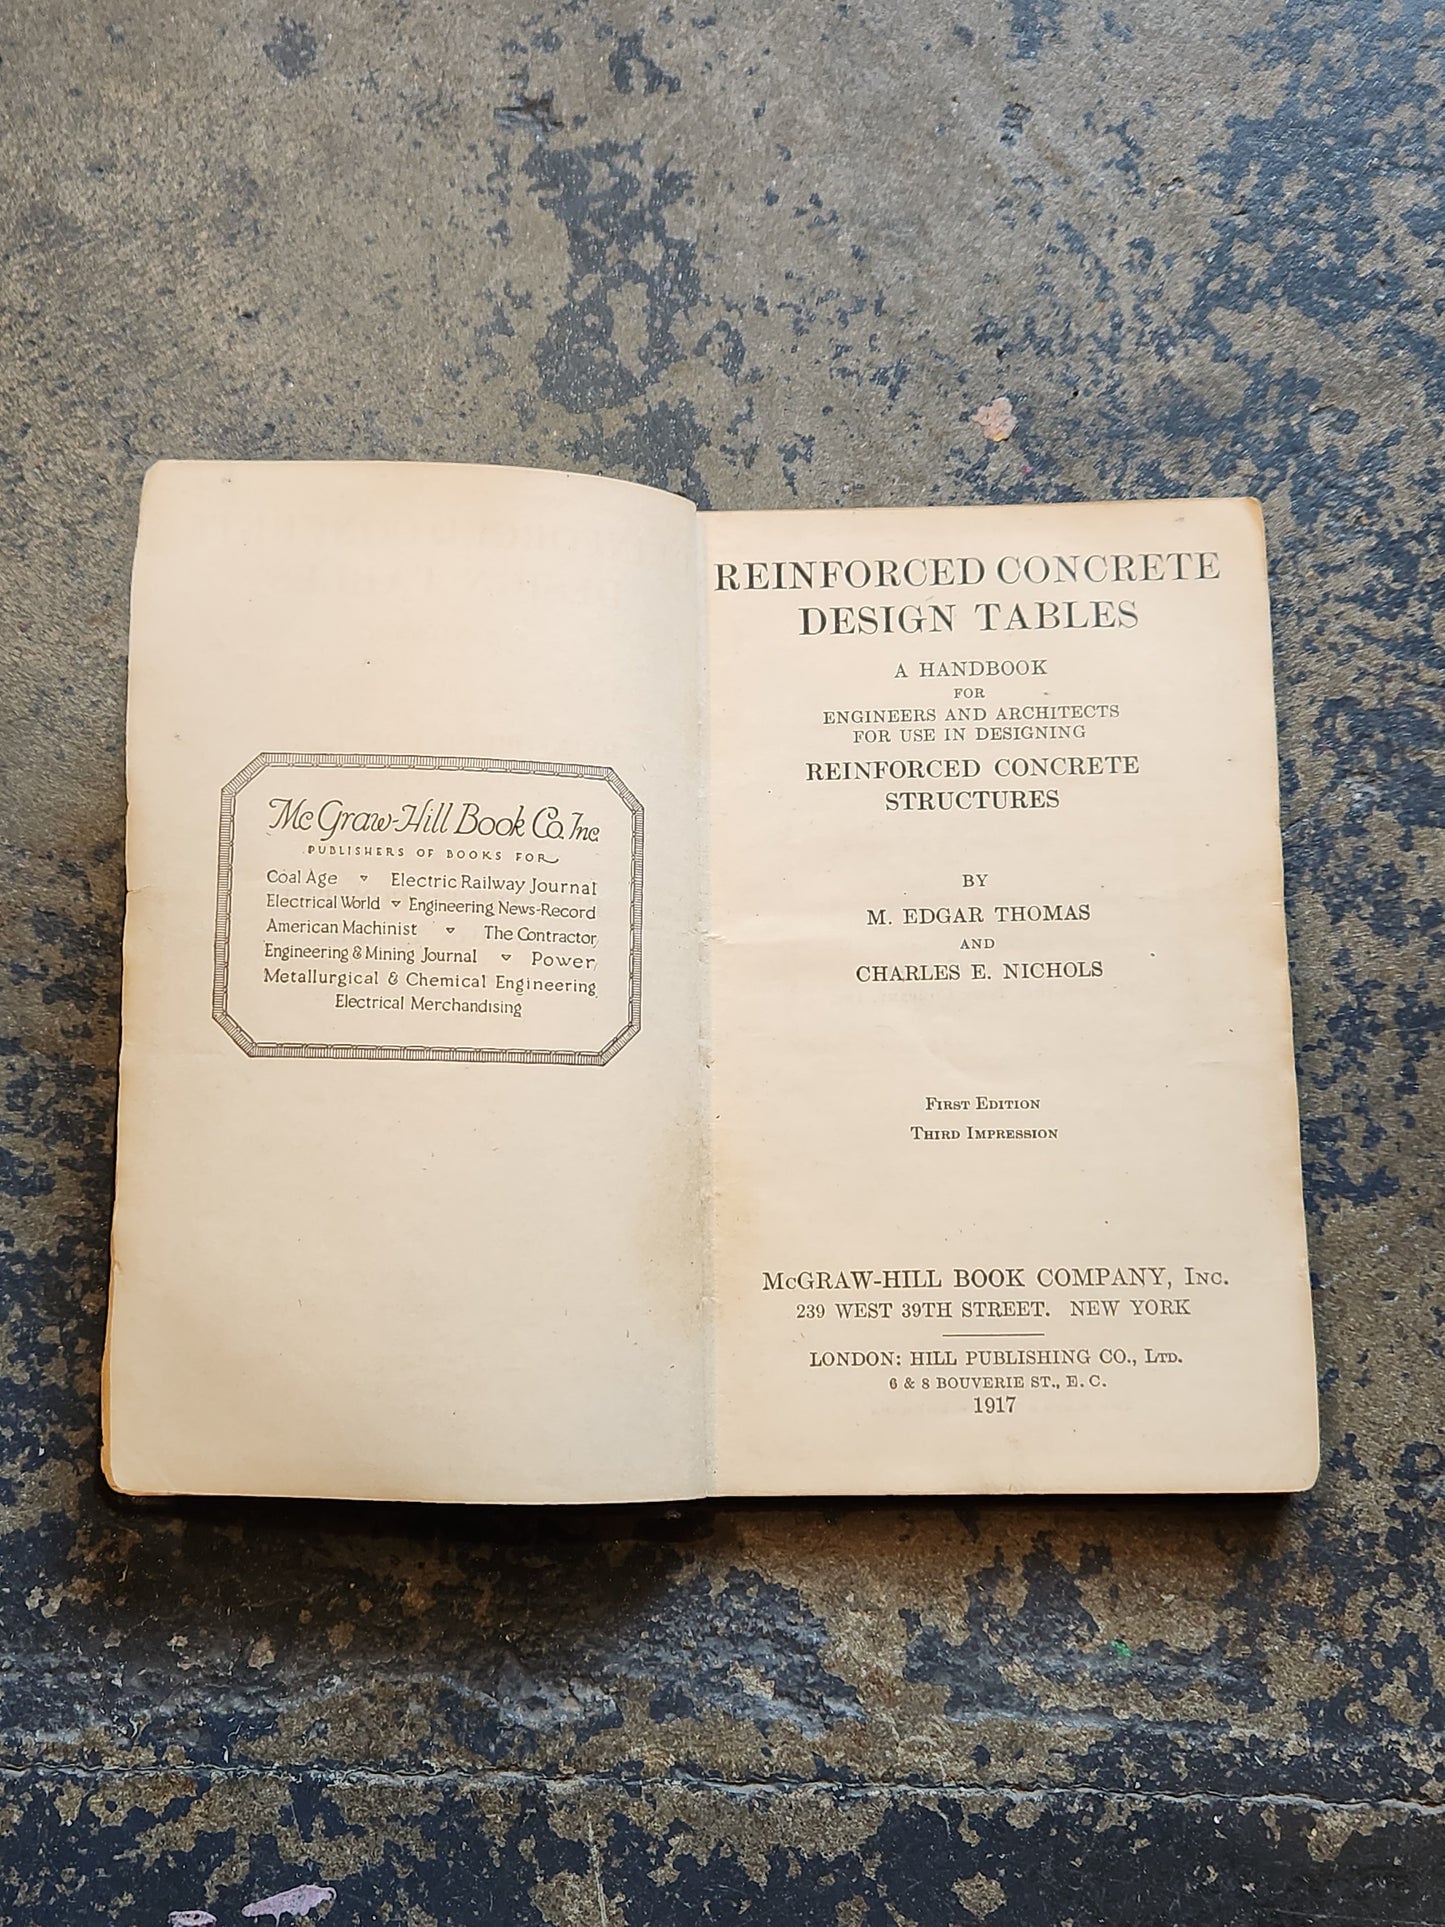 McGraw-Hill Book Co. Inc
PUBLISHERS OF BOOKS FOR
Coal Age ▿ Electric Railway Journal
Electrical World ▿ Engineering News-Record
American Machinist ▿ The Contractor
Engineering & Mining Journal ▿ Power
Metallurgical & Chemical Engineering
Electrical Merchandising
REINFORCED CONCRETE
DESIGN TABLES
A HANDBOOK
FOR
ENGINEERS AND ARCHITECTS
FOR USE IN DESIGNING
REINFORCED CONCRETE
STRUCTURES
BY
M. EDGAR THOMAS
AND
CHARLES E. NICHOLS
First Edition
Third Impression
McGRAW-HILL BOOK COMPANY, Inc.
239 WEST 39TH STREET. NEW YORK
LONDON: HILL PUBLISHING CO., Ltd.
6 & 8 BOUVERIE ST., E. C.
1917